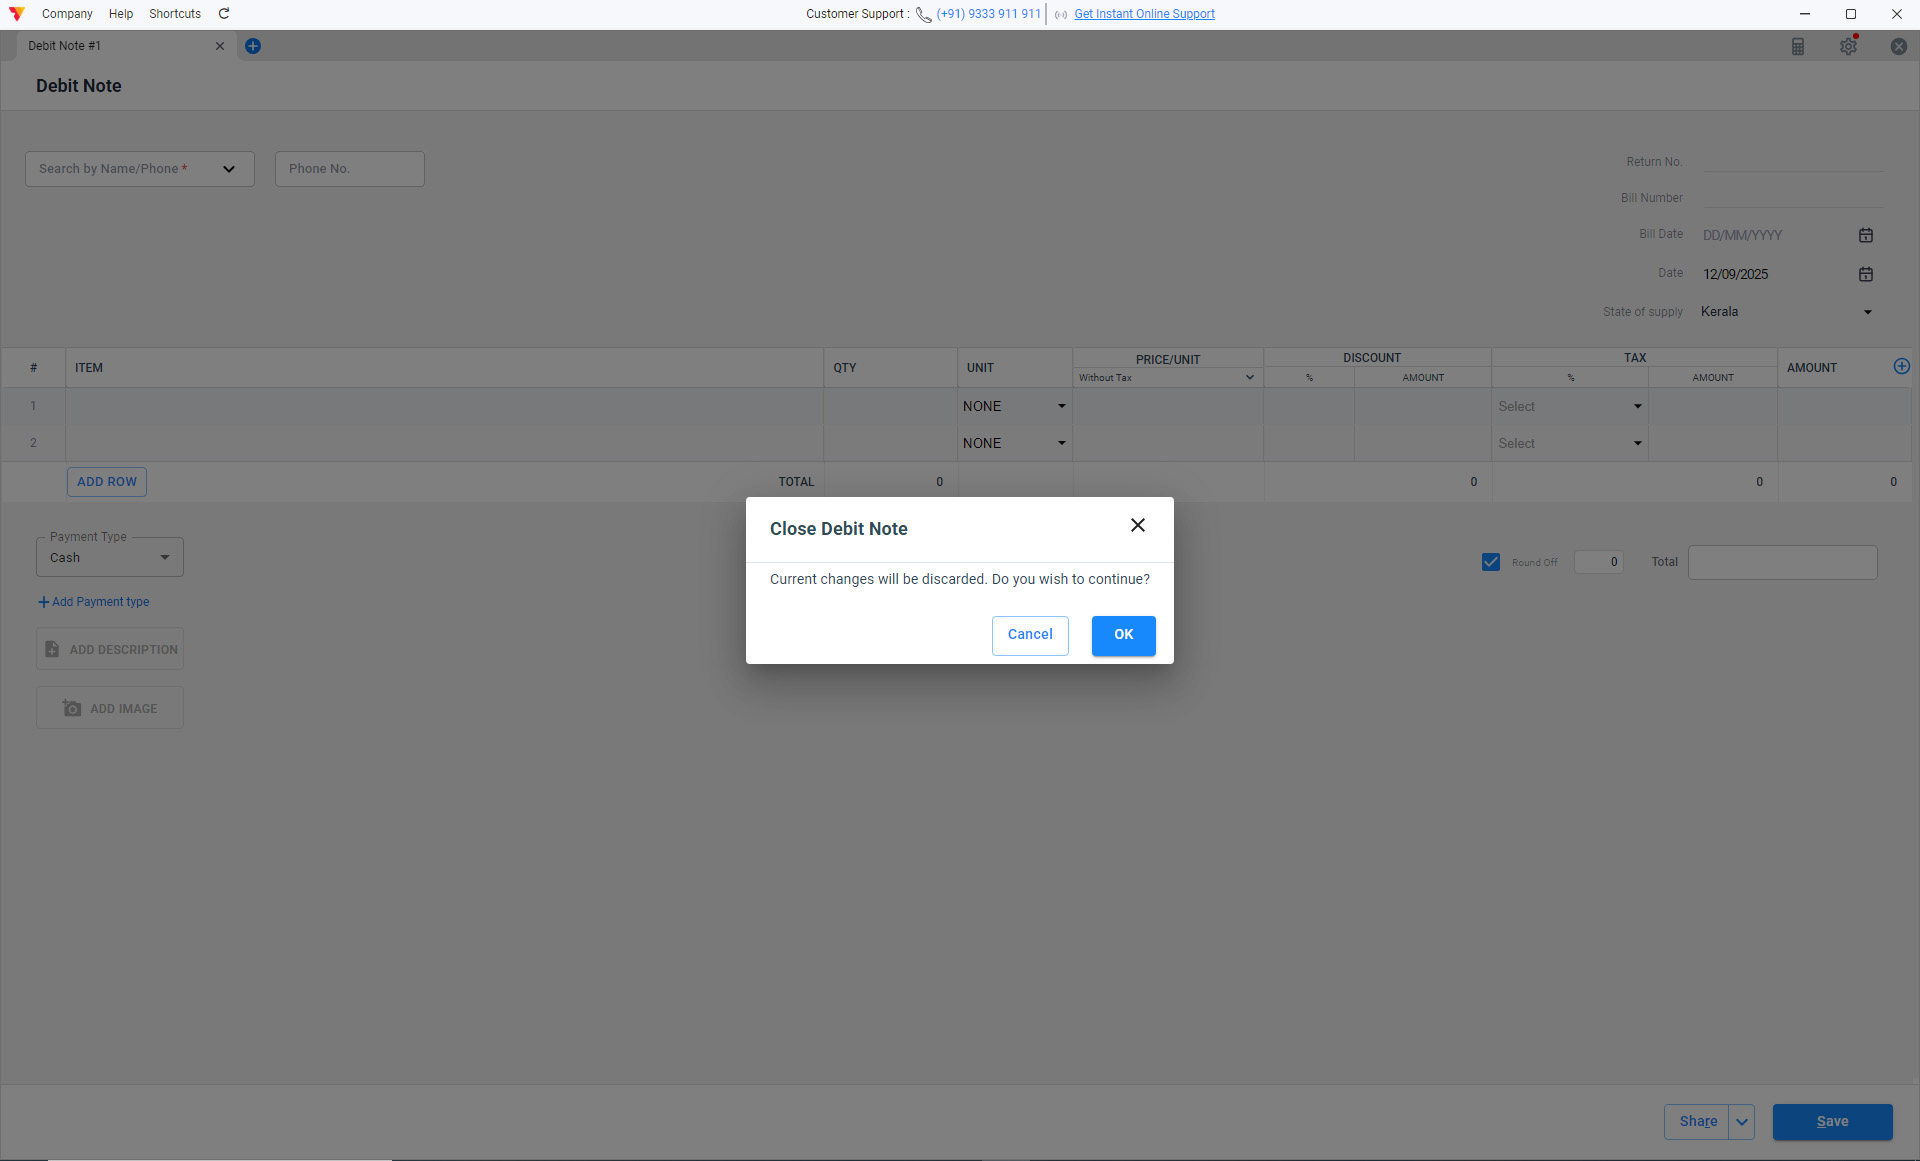 Company Help Shortcuts
Customer Support : (+91) 9333 911 911 Get Instant Online Support
Debit Note #1
Debit Note
Search by Name/Phone *
Phone No.
Return No.
Bill Number
Bill Date DD/MM/YYYY
Date 12/09/2025
State of supply Kerala
# ITEM QTY UNIT PRICE/UNIT DISCOUNT TAX AMOUNT
Without Tax % AMOUNT % AMOUNT
1 NONE Select
2 NONE Select
ADD ROW TOTAL 0 0 0 0
Close Debit Note
Current changes will be discarded. Do you wish to continue?
Cancel OK
Payment Type
Cash
Round Off 0 Total
Add Payment type
ADD DESCRIPTION
ADD IMAGE
Share Save